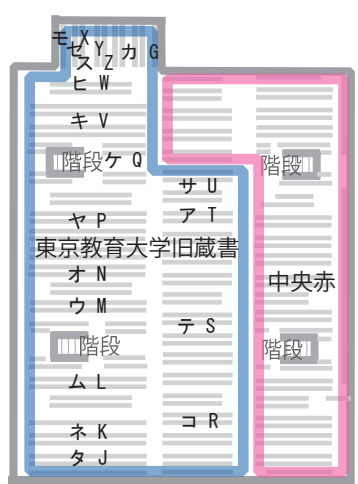 モ X
セ Y カ G
ス Z
ヒ W
キ V
階段 ケ Q 階段
サ U
ヤ P ア T
東京教育大学旧蔵書
オ N 中央赤
ウ M
テ S
階段 階段
ム L
コ R
ネ K
タ J